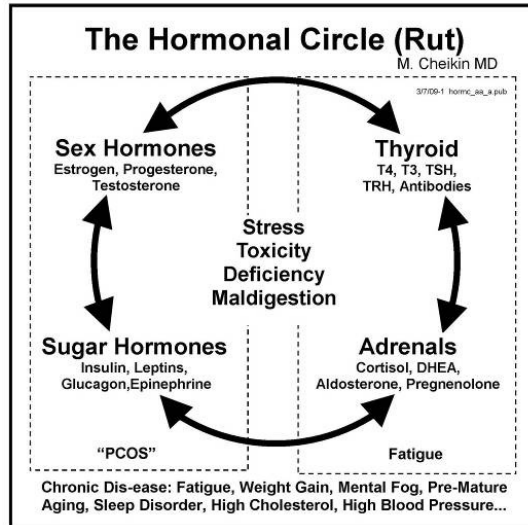 The Hormonal Circle (Rut)
M. Cheikin MD
3/7/09-1 hormc_aa_a.pub
Sex Hormones
Estrogen, Progesterone,
Testosterone
Thyroid
T4, T3, TSH,
TRH, Antibodies
Stress
Toxicity
Deficiency
Maldigestion
Sugar Hormones
Insulin, Leptins,
Glucagon,Epinephrine
Adrenals
Cortisol, DHEA,
Aldosterone, Pregnenolone
“PCOS”
Fatigue
Chronic Dis-ease: Fatigue, Weight Gain, Mental Fog, Pre-Mature
Aging, Sleep Disorder, High Cholesterol, High Blood Pressure...